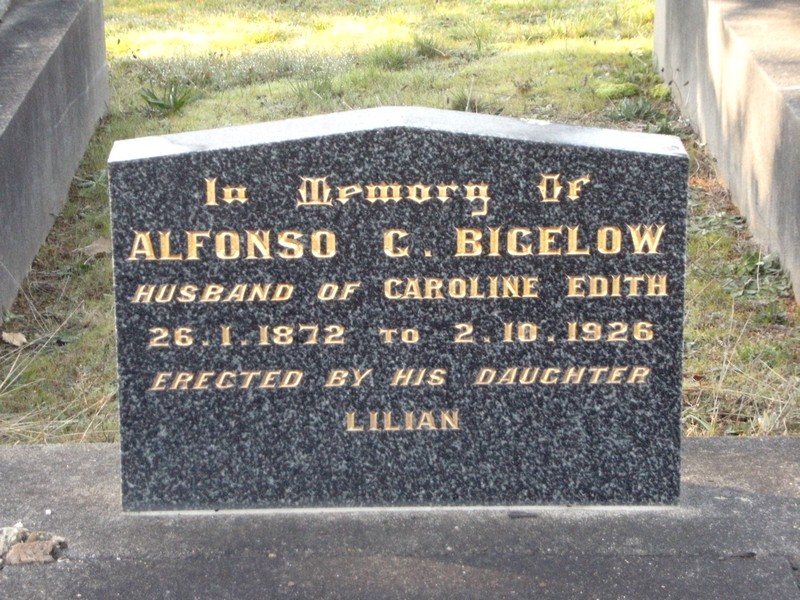 In Memory Of
ALFONSO G. BIGELOW
HUSBAND OF CAROLINE EDITH
26.1.1872 TO 2.10.1926
ERECTED BY HIS DAUGHTER
LILIAN